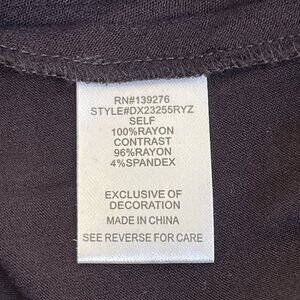 RN#139276
STYLE#DX23255RYZ
SELF
100%RAYON
CONTRAST
96%RAYON
4%SPANDEX
EXCLUSIVE OF
DECORATION
MADE IN CHINA
SEE REVERSE FOR CARE